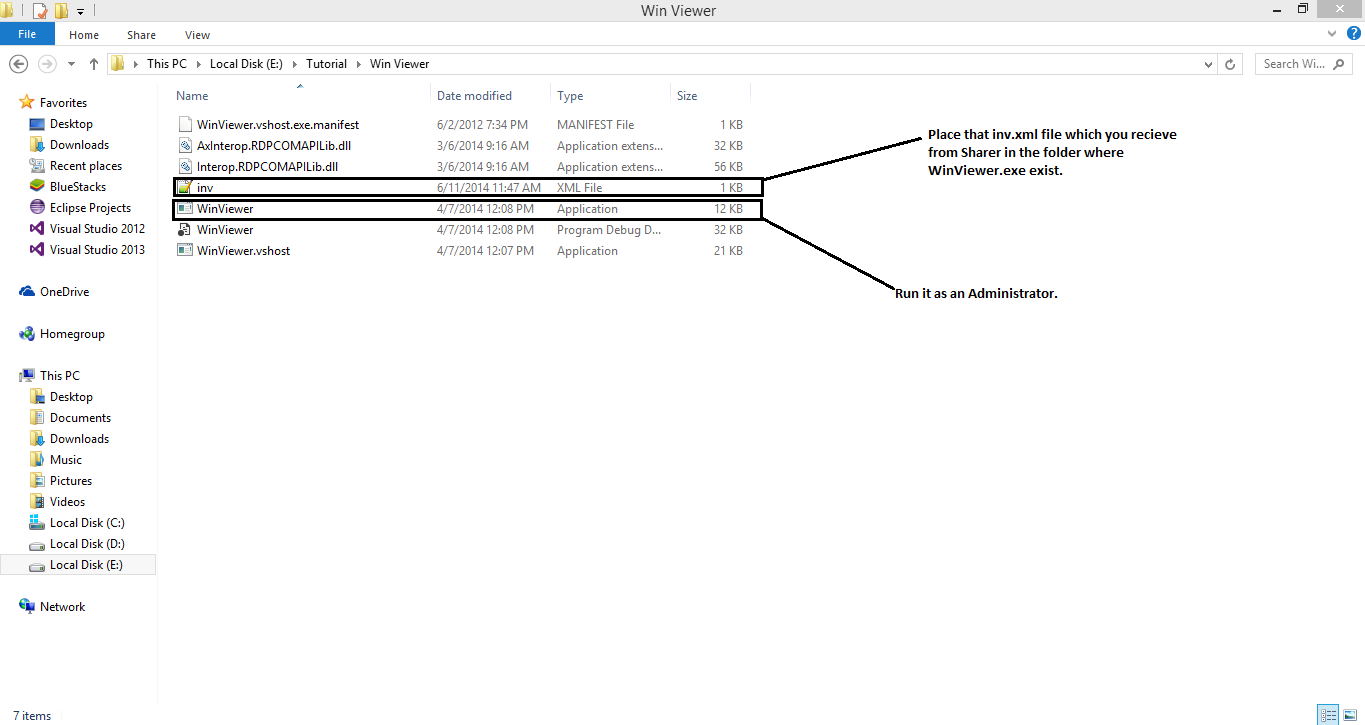 Win Viewer
File Home Share View
This PC Local Disk (E:) Tutorial Win Viewer Search Wi...
Name Date modified Type Size
WinViewer.vshost.exe.manifest 6/2/2012 7:34 PM MANIFEST File 1 KB
AxInterop.RDPCOMAPILib.dll 3/6/2014 9:16 AM Application extens... 32 KB
Interop.RDPCOMAPILib.dll 3/6/2014 9:16 AM Application extens... 56 KB
inv 6/11/2014 11:47 AM XML File 1 KB
WinViewer 4/7/2014 12:08 PM Application 12 KB
WinViewer 4/7/2014 12:08 PM Program Debug D... 32 KB
WinViewer.vshost 4/7/2014 12:07 PM Application 21 KB
Place that inv.xml file which you recieve
from Sharer in the folder where
WinViewer.exe exist.
Run it as an Administrator.
Favorites
Desktop
Downloads
Recent places
BlueStacks
Eclipse Projects
Visual Studio 2012
Visual Studio 2013
OneDrive
Homegroup
This PC
Desktop
Documents
Downloads
Music
Pictures
Videos
Local Disk (C:)
Local Disk (D:)
Local Disk (E:)
Network
7 items